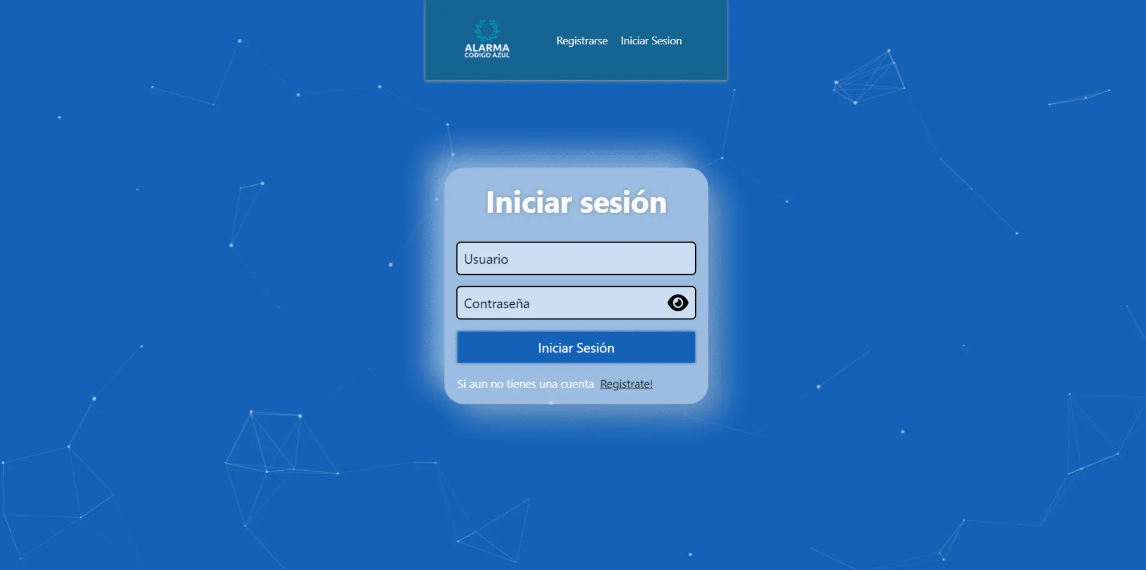 ALARMA
CODIGO AZUL
Registrarse
Iniciar Sesion
Iniciar sesión
Usuario
Contraseña
Iniciar Sesión
Si aun no tienes una cuenta Registrate!